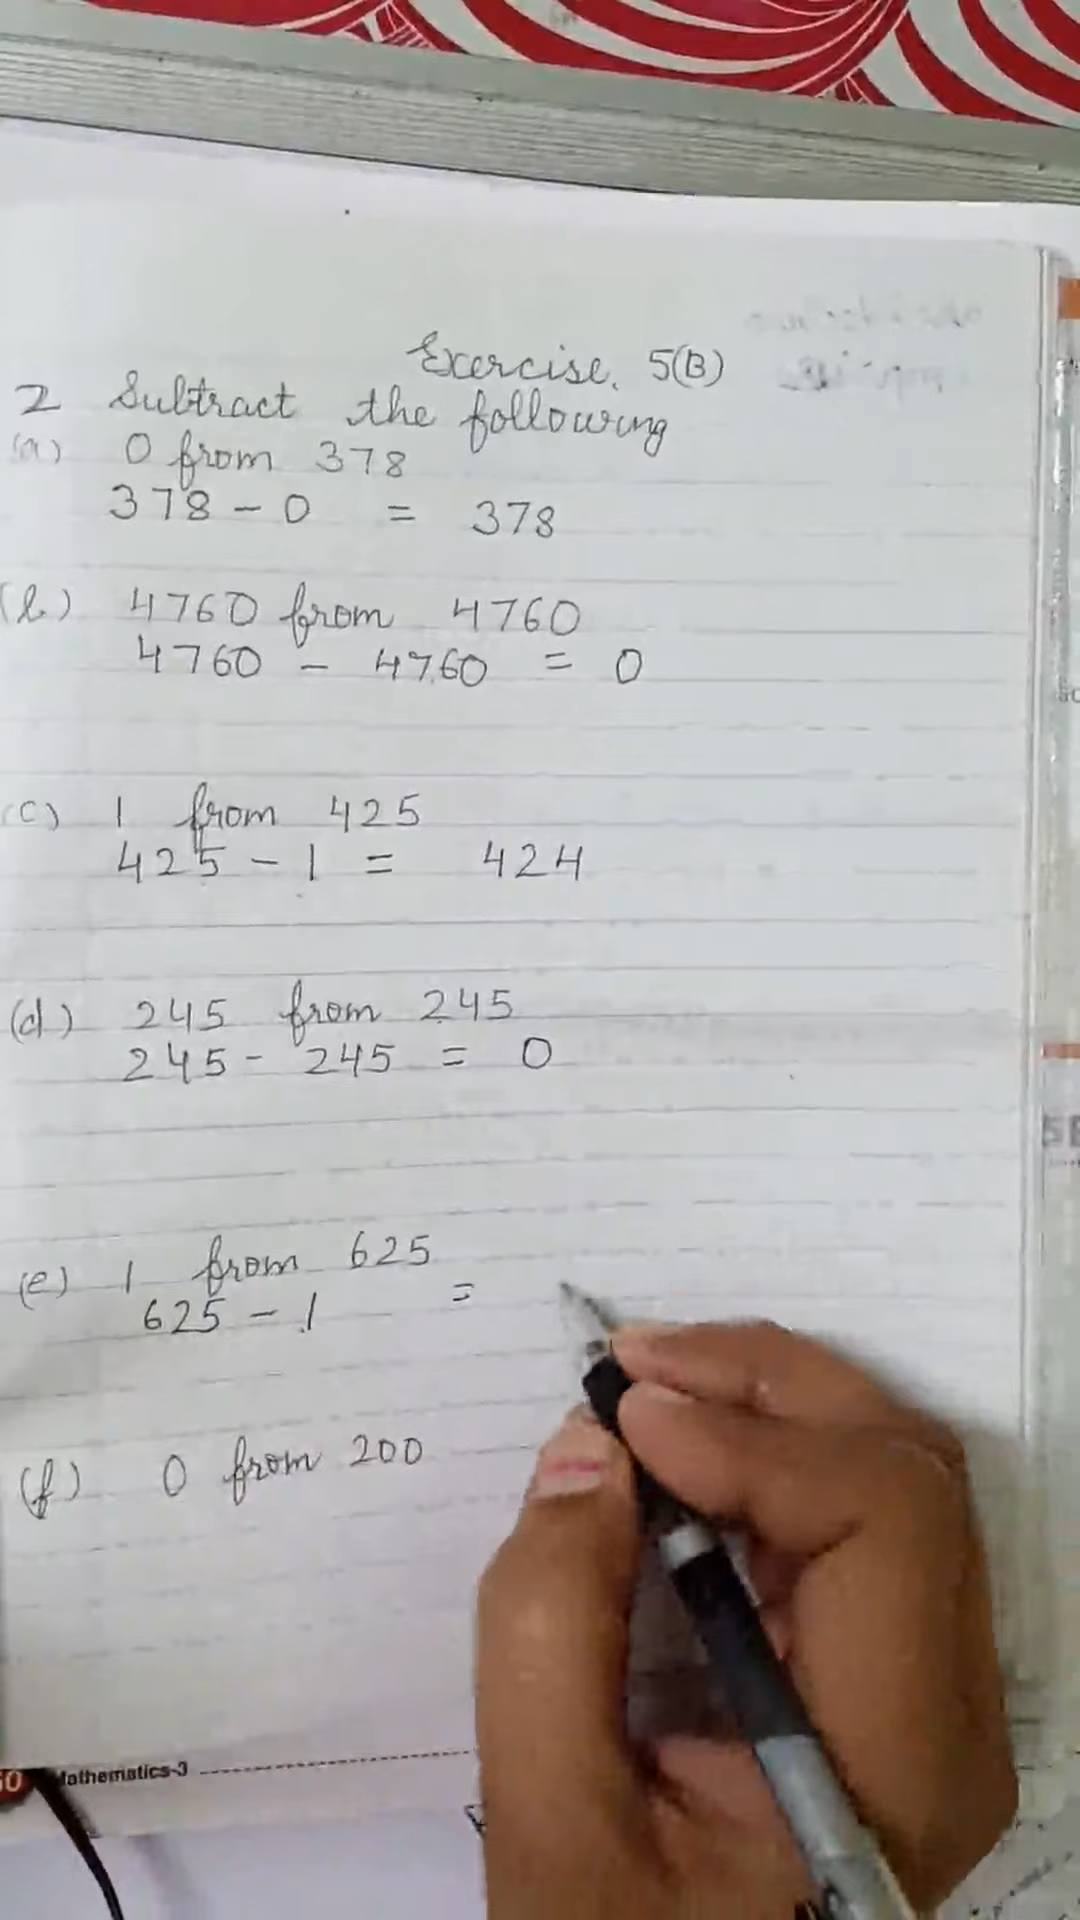 Exercise. 5(B)
2 Subtract the following
(a) 0 from 378
378 - 0 = 378
(b) 4760 from 4760
4760 - 4760 = 0
(c) 1 from 425
425 - 1 = 424
(d) 245 from 245
245 - 245 = 0
(e) 1 from 625
625 - 1 =
(f) 0 from 200
Mathematics-3